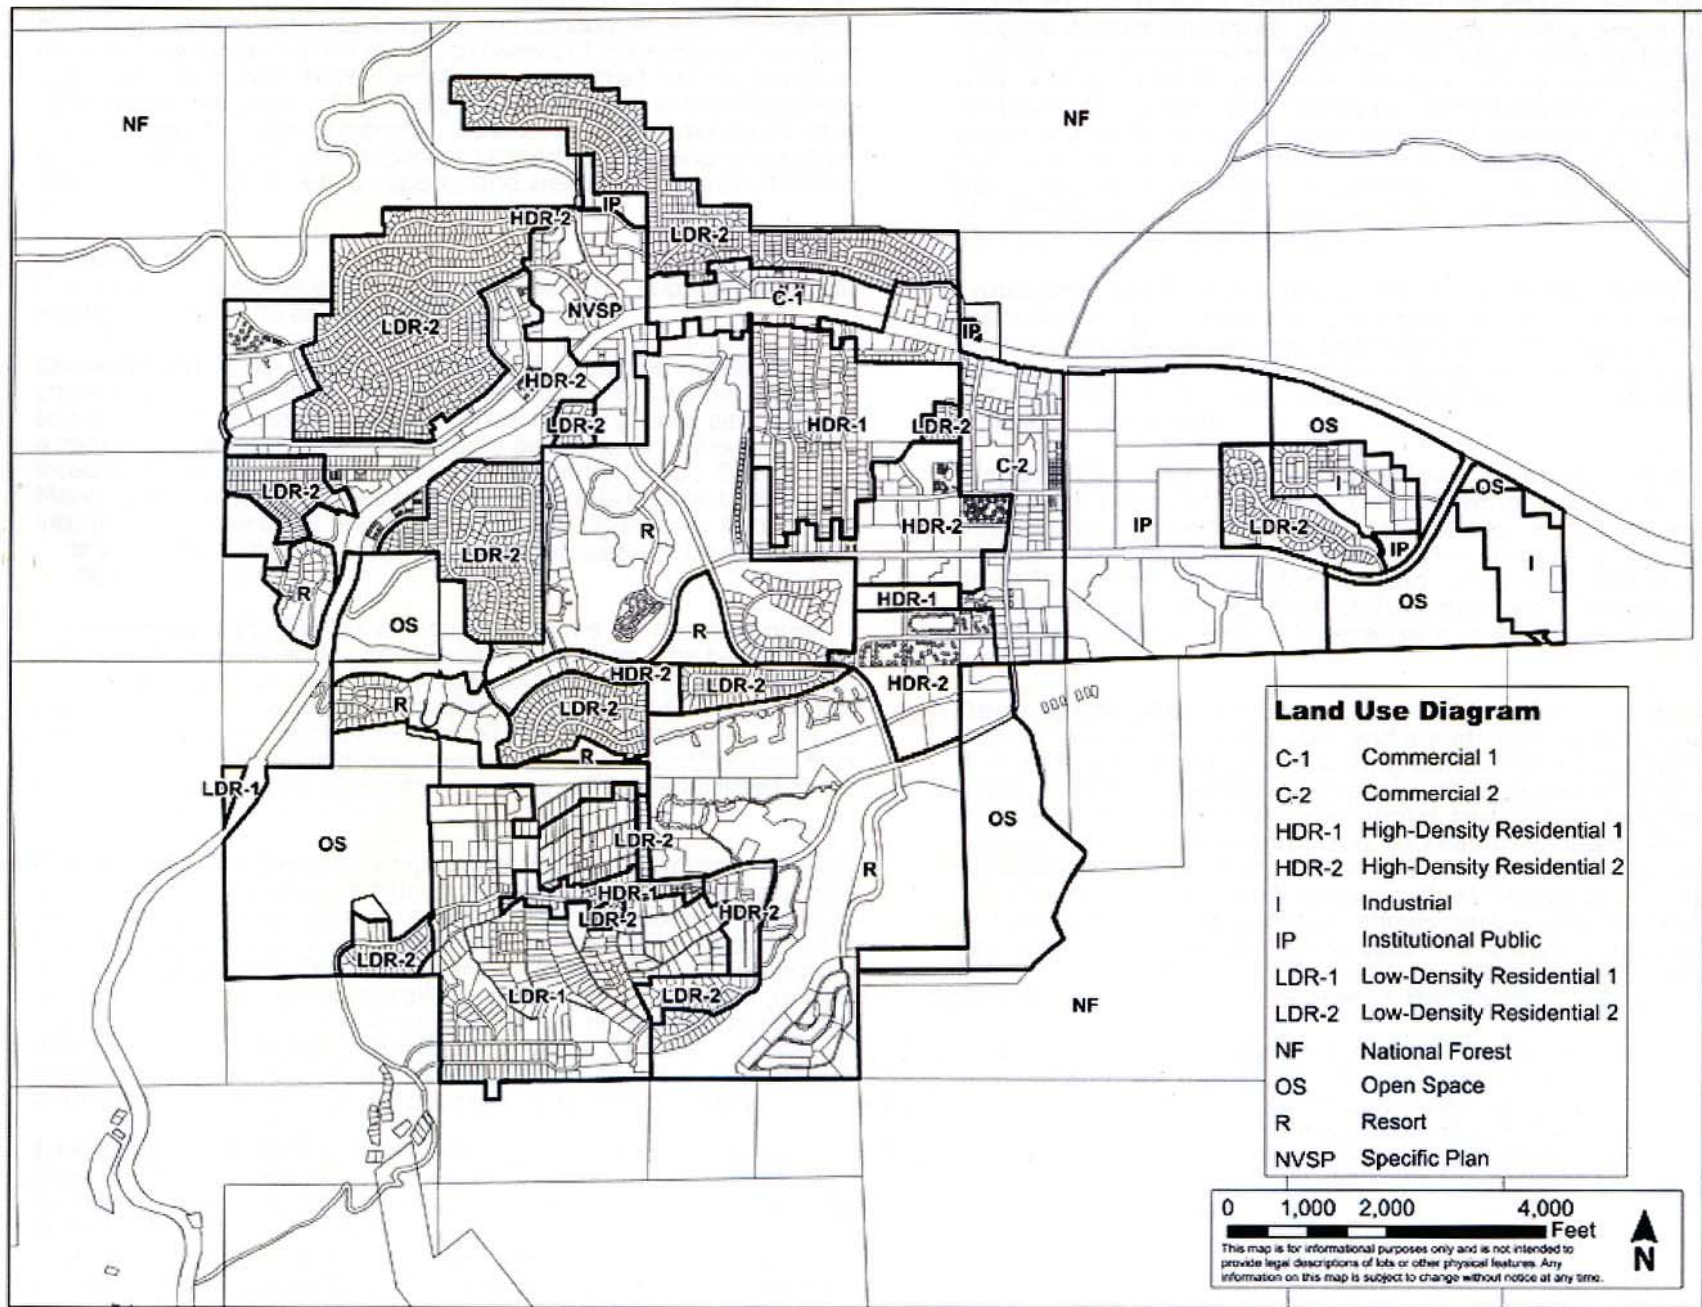 NF
NF
IP
HDR-2
LDR-2
C-1
NVSP
LDR-2
IP
HDR-2
LDR-2
HDR-1
LDR-2
OS
C-2
LDR-2
I
OS
HDR-2
IP
LDR-2
R
LDR-2
IP
I
R
HDR-1
OS
OS
R
HDR-2
LDR-2
HDR-2
R
LDR-2
R
LDR-1
OS
OS
LDR-2
R
HDR-1
LDR-2
HDR-2
LDR-2
LDR-1
LDR-2
NF
Land Use Diagram
C-1 Commercial 1
C-2 Commercial 2
HDR-1 High-Density Residential 1
HDR-2 High-Density Residential 2
I Industrial
IP Institutional Public
LDR-1 Low-Density Residential 1
LDR-2 Low-Density Residential 2
NF National Forest
OS Open Space
R Resort
NVSP Specific Plan
0 1,000 2,000 4,000
Feet
N
This map is for informational purposes only and is not intended to
provide legal descriptions of lots or other physical features. Any
information on this map is subject to change without notice at any time.